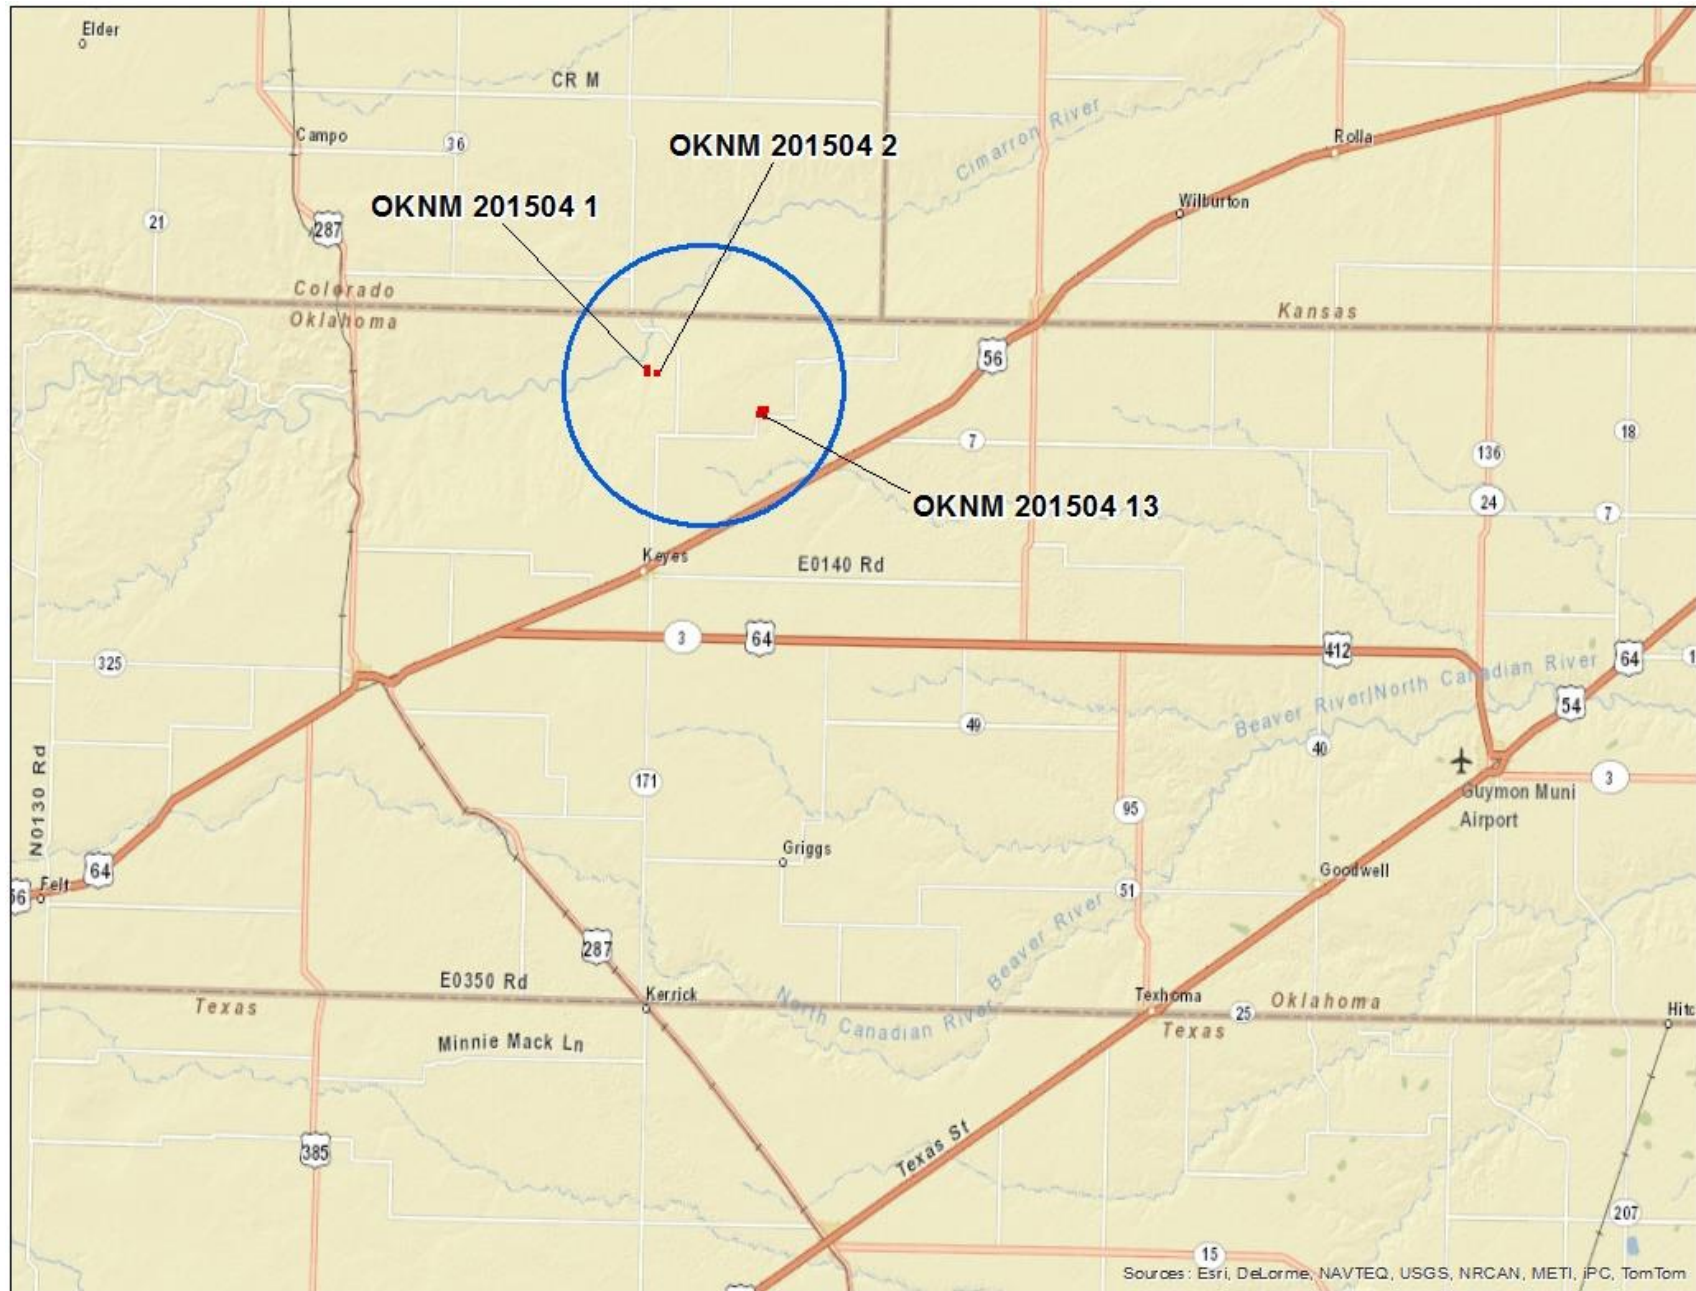 Elder
CR M
Campo
36
OKNM 201504 2
Cimarron River
Rolla
OKNM 201504 1
Wilburton
21
287
Colorado
Oklahoma
Kansas
56
7
18
136
24
7
OKNM 201504 13
Keyes
E0140 Rd
3
64
412
325
64
Beaver River/North Canadian River
54
49
40
N0130 Rd
171
95
3
Guymon Muni
Airport
Griggs
64
Goodwell
56
Felt
51
Beaver River
287
E0350 Rd
Kerrick
North Canadian River
Texhoma
Oklahoma
Texas
25
Texas
Hitc
Minnie Mack Ln
Texas St
385
207
15
Sources: Esri, DeLorme, NAVTEQ, USGS, NRCAN, METI, iPC, TomTom